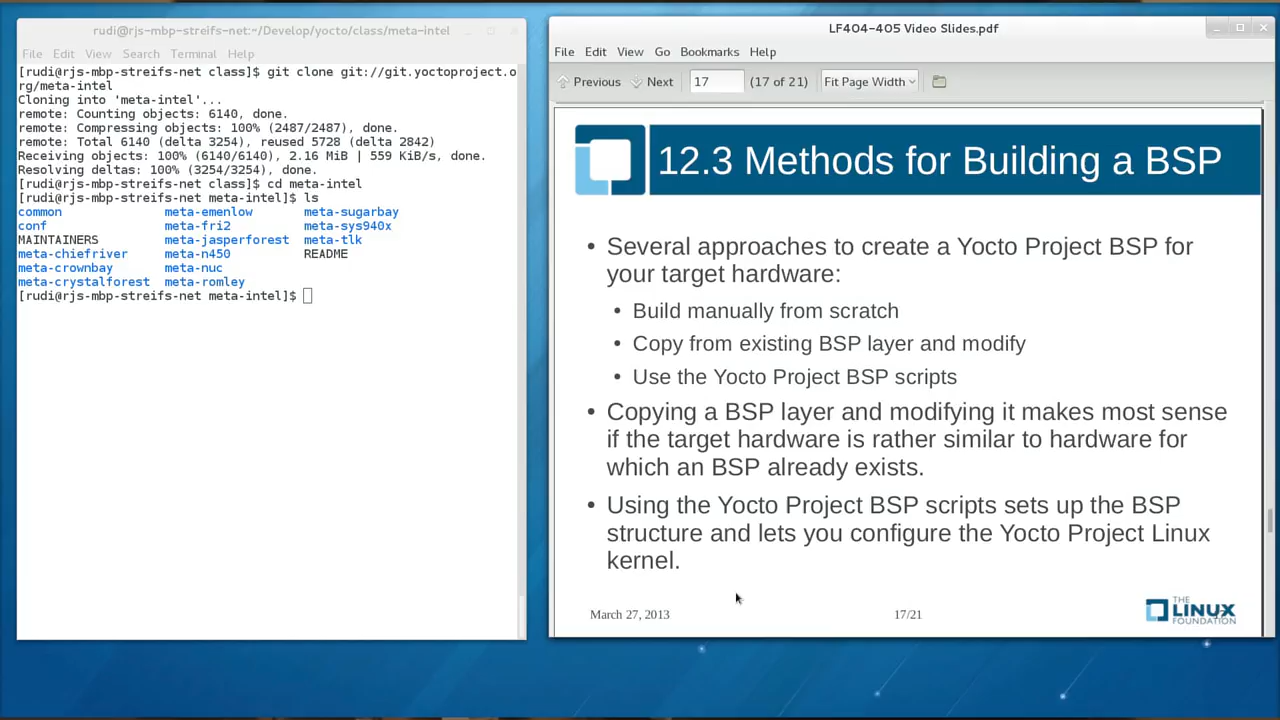 rudi@rjs-mbp-streifs-net:~/Develop/yocto/class/meta-intel
File Edit View Search Terminal Help
[rudi@rjs-mbp-streifs-net class]$ git clone git://git.yoctoproject.o
rg/meta-intel
Cloning into 'meta-intel'...
remote: Counting objects: 6140, done.
remote: Compressing objects: 100% (2487/2487), done.
remote: Total 6140 (delta 3254), reused 5728 (delta 2842)
Receiving objects: 100% (6140/6140), 2.16 MiB | 559 KiB/s, done.
Resolving deltas: 100% (3254/3254), done.
[rudi@rjs-mbp-streifs-net class]$ cd meta-intel
[rudi@rjs-mbp-streifs-net meta-intel]$ ls
common meta-emenlow meta-sugarbay
conf meta-fri2 meta-sys940x
MAINTAINERS meta-jasperforest meta-tlk
meta-chiefriver meta-n450 README
meta-crownbay meta-nuc
meta-crystalforest meta-romley
[rudi@rjs-mbp-streifs-net meta-intel]$
LF404-405 Video Slides.pdf
File Edit View Go Bookmarks Help
Previous Next 17 (17 of 21) Fit Page Width
12.3 Methods for Building a BSP
• Several approaches to create a Yocto Project BSP for
your target hardware:
• Build manually from scratch
• Copy from existing BSP layer and modify
• Use the Yocto Project BSP scripts
• Copying a BSP layer and modifying it makes most sense
if the target hardware is rather similar to hardware for
which an BSP already exists.
• Using the Yocto Project BSP scripts sets up the BSP
structure and lets you configure the Yocto Project Linux
kernel.
March 27, 2013
17/21
THE
LINUX
FOUNDATION